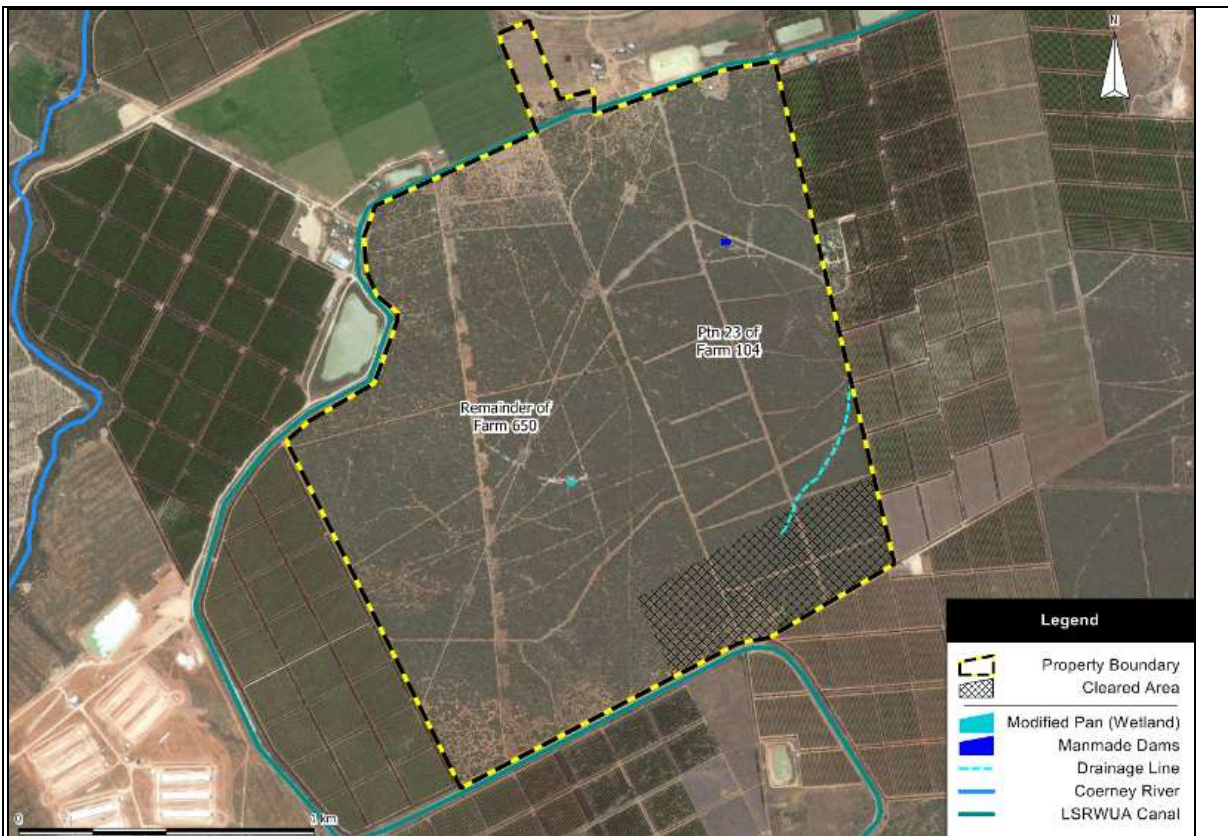 N
Ptn 23 of
Farm 104
Remainder of
Farm 650
Legend
Property Boundary
Cleared Area
Modified Pan (Wetland)
Manmade Dams
Drainage Line
Coerney River
LSRWUA Canal
0 1 km